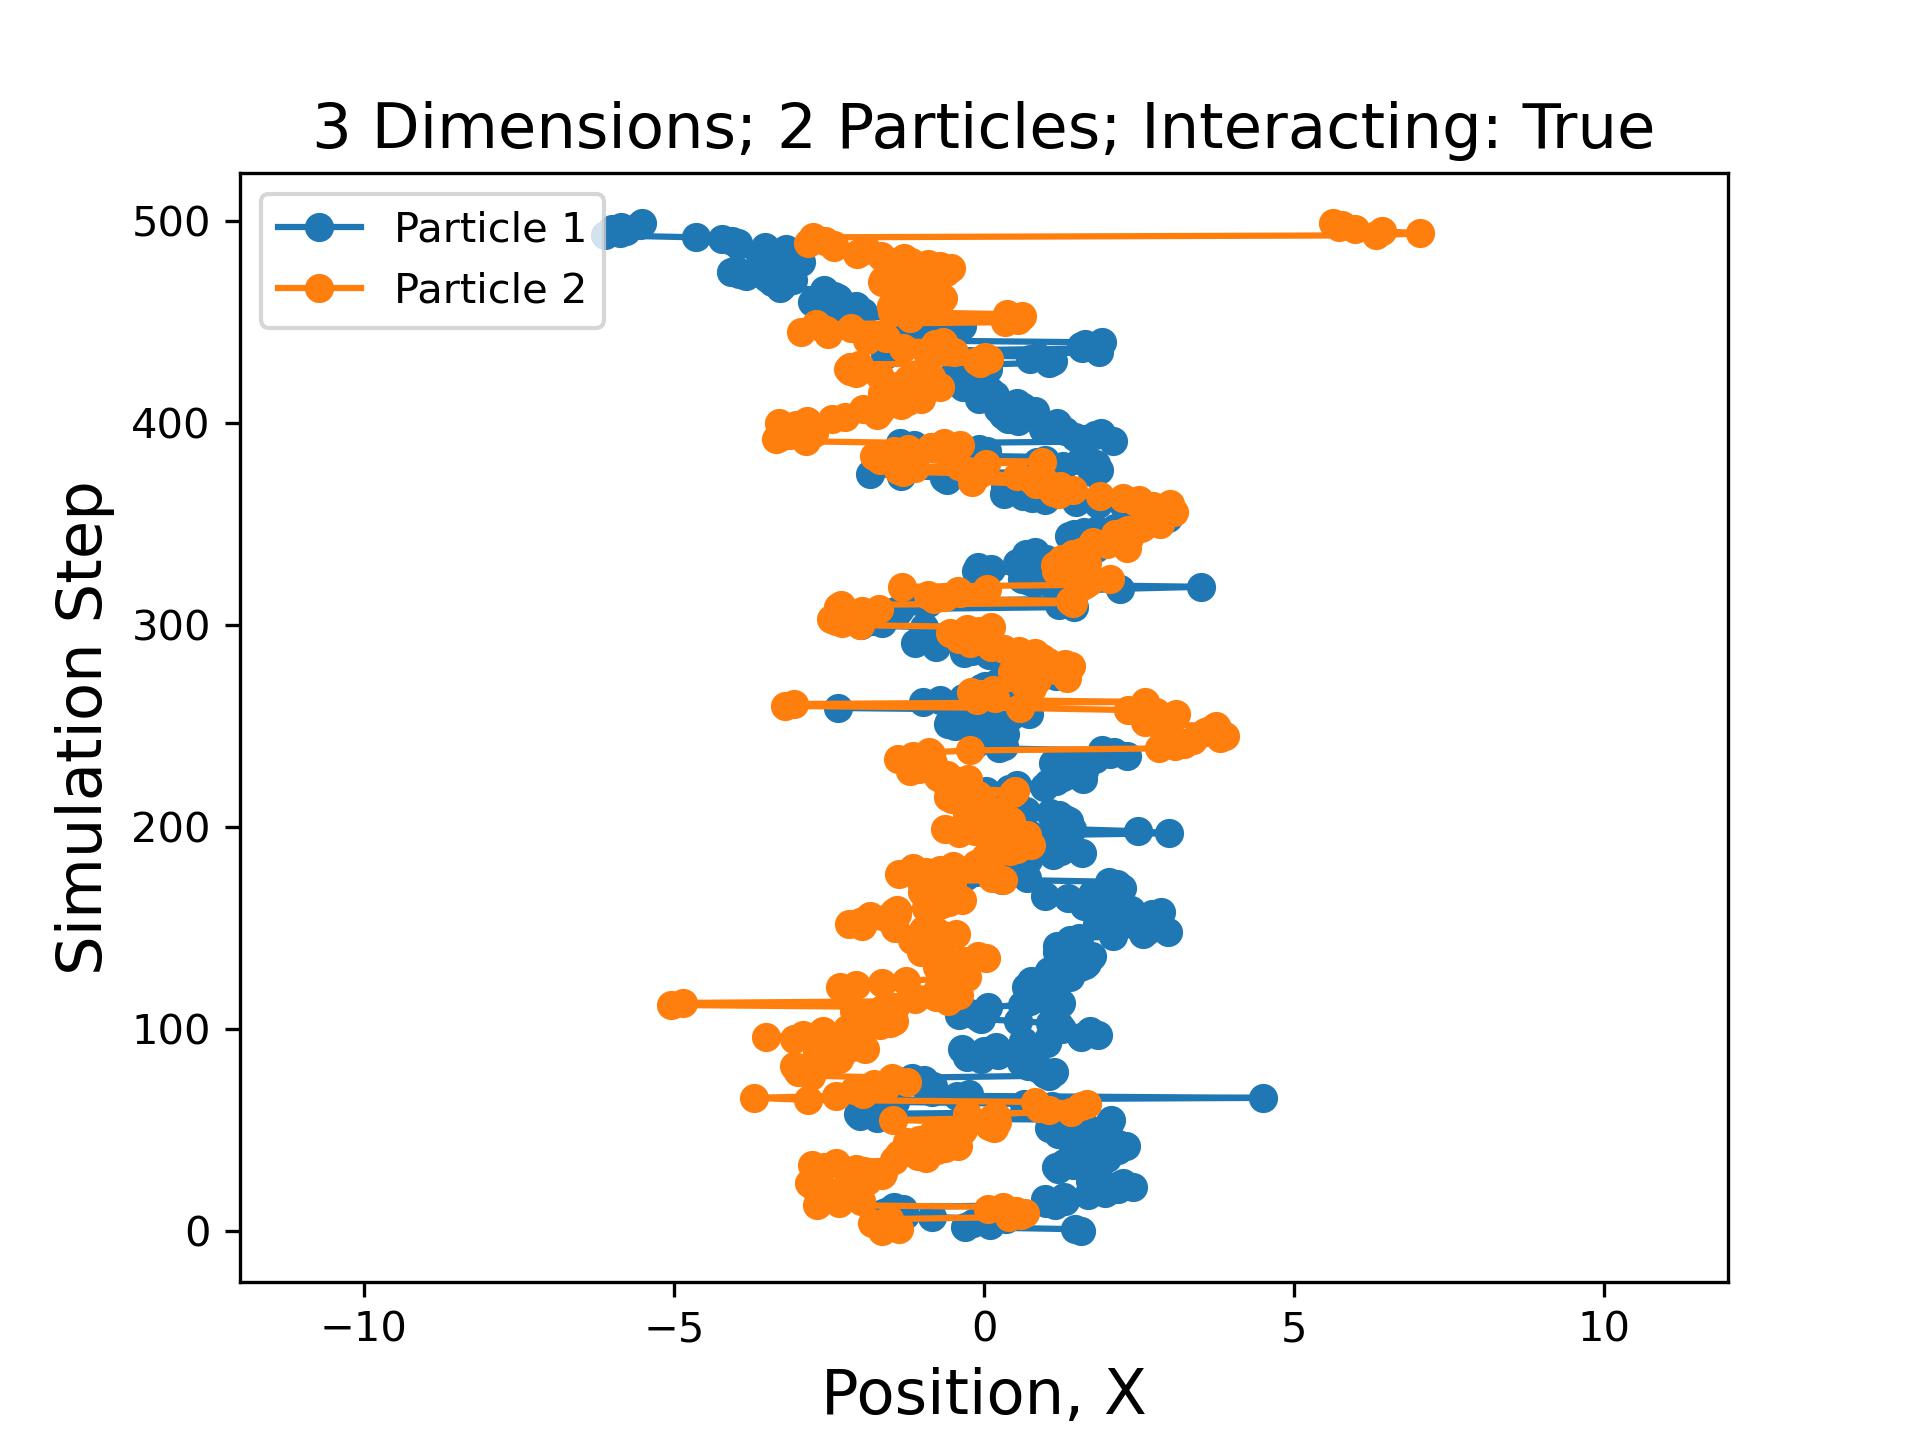 3 Dimensions; 2 Particles; Interacting: True
Particle 1
Particle 2
Simulation Step
500
400
300
200
100
0
−10
−5
0
5
10
Position, X